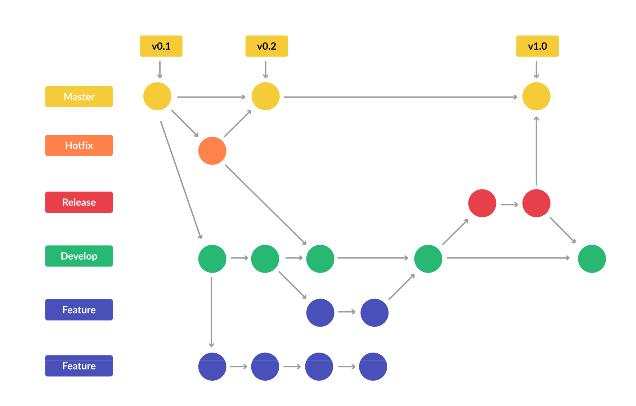 v0.1
v0.2
v1.0
Master
Hotfix
Release
Develop
Feature
Feature